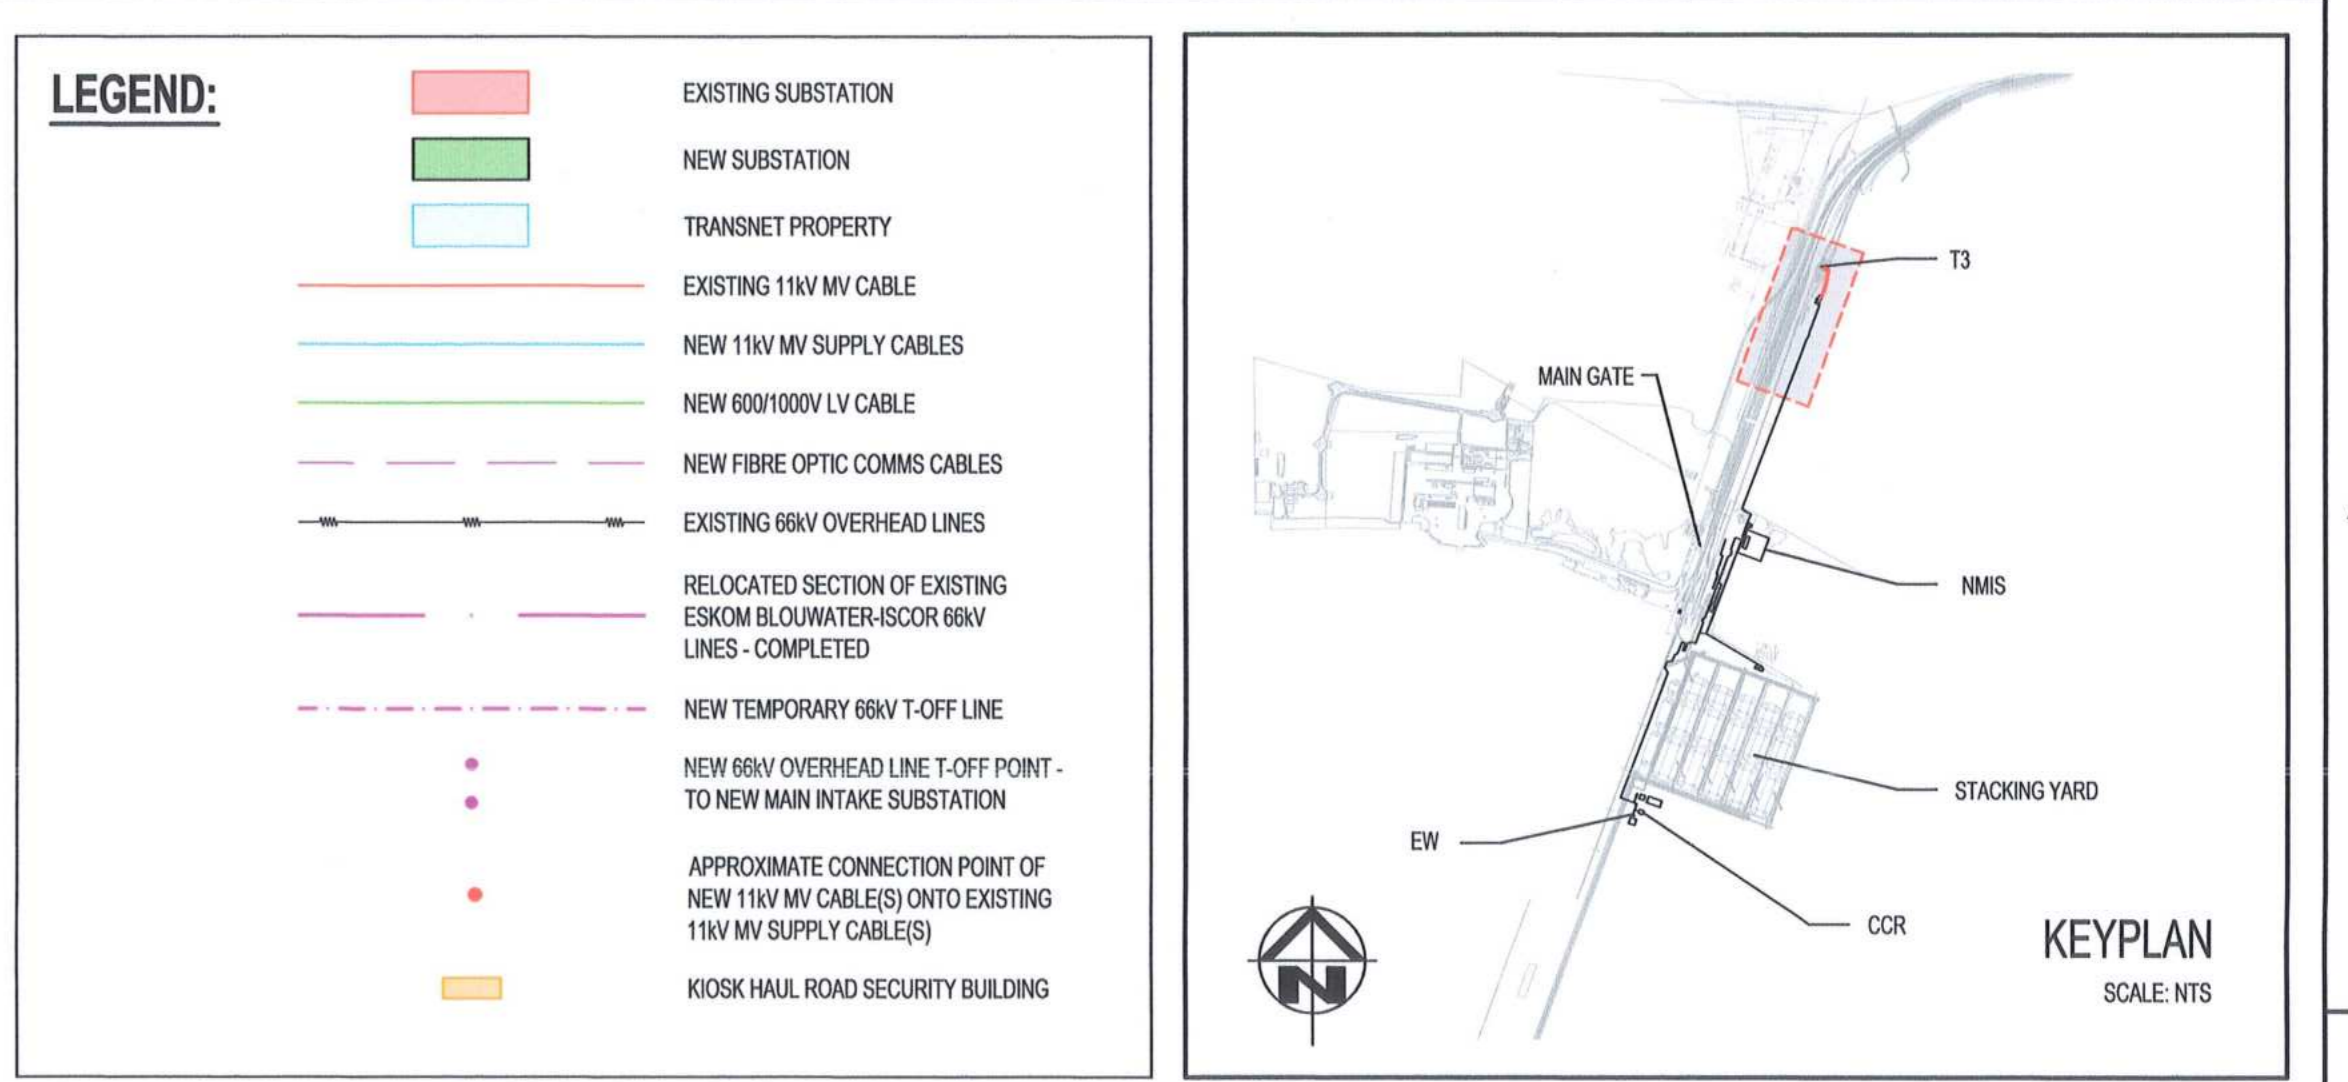 LEGEND:
EXISTING SUBSTATION
NEW SUBSTATION
TRANSNET PROPERTY
EXISTING 11kV MV CABLE
NEW 11kV MV SUPPLY CABLES
NEW 600/1000V LV CABLE
NEW FIBRE OPTIC COMMS CABLES
EXISTING 66kV OVERHEAD LINES
RELOCATED SECTION OF EXISTING
ESKOM BLOUWATER-ISCOR 66kV
LINES - COMPLETED
NEW TEMPORARY 66kV T-OFF LINE
NEW 66kV OVERHEAD LINE T-OFF POINT -
TO NEW MAIN INTAKE SUBSTATION
APPROXIMATE CONNECTION POINT OF
NEW 11kV MV CABLE(S) ONTO EXISTING
11kV MV SUPPLY CABLE(S)
KIOSK HAUL ROAD SECURITY BUILDING
T3
MAIN GATE
NMIS
STACKING YARD
EW
CCR
N
KEYPLAN
SCALE: NTS